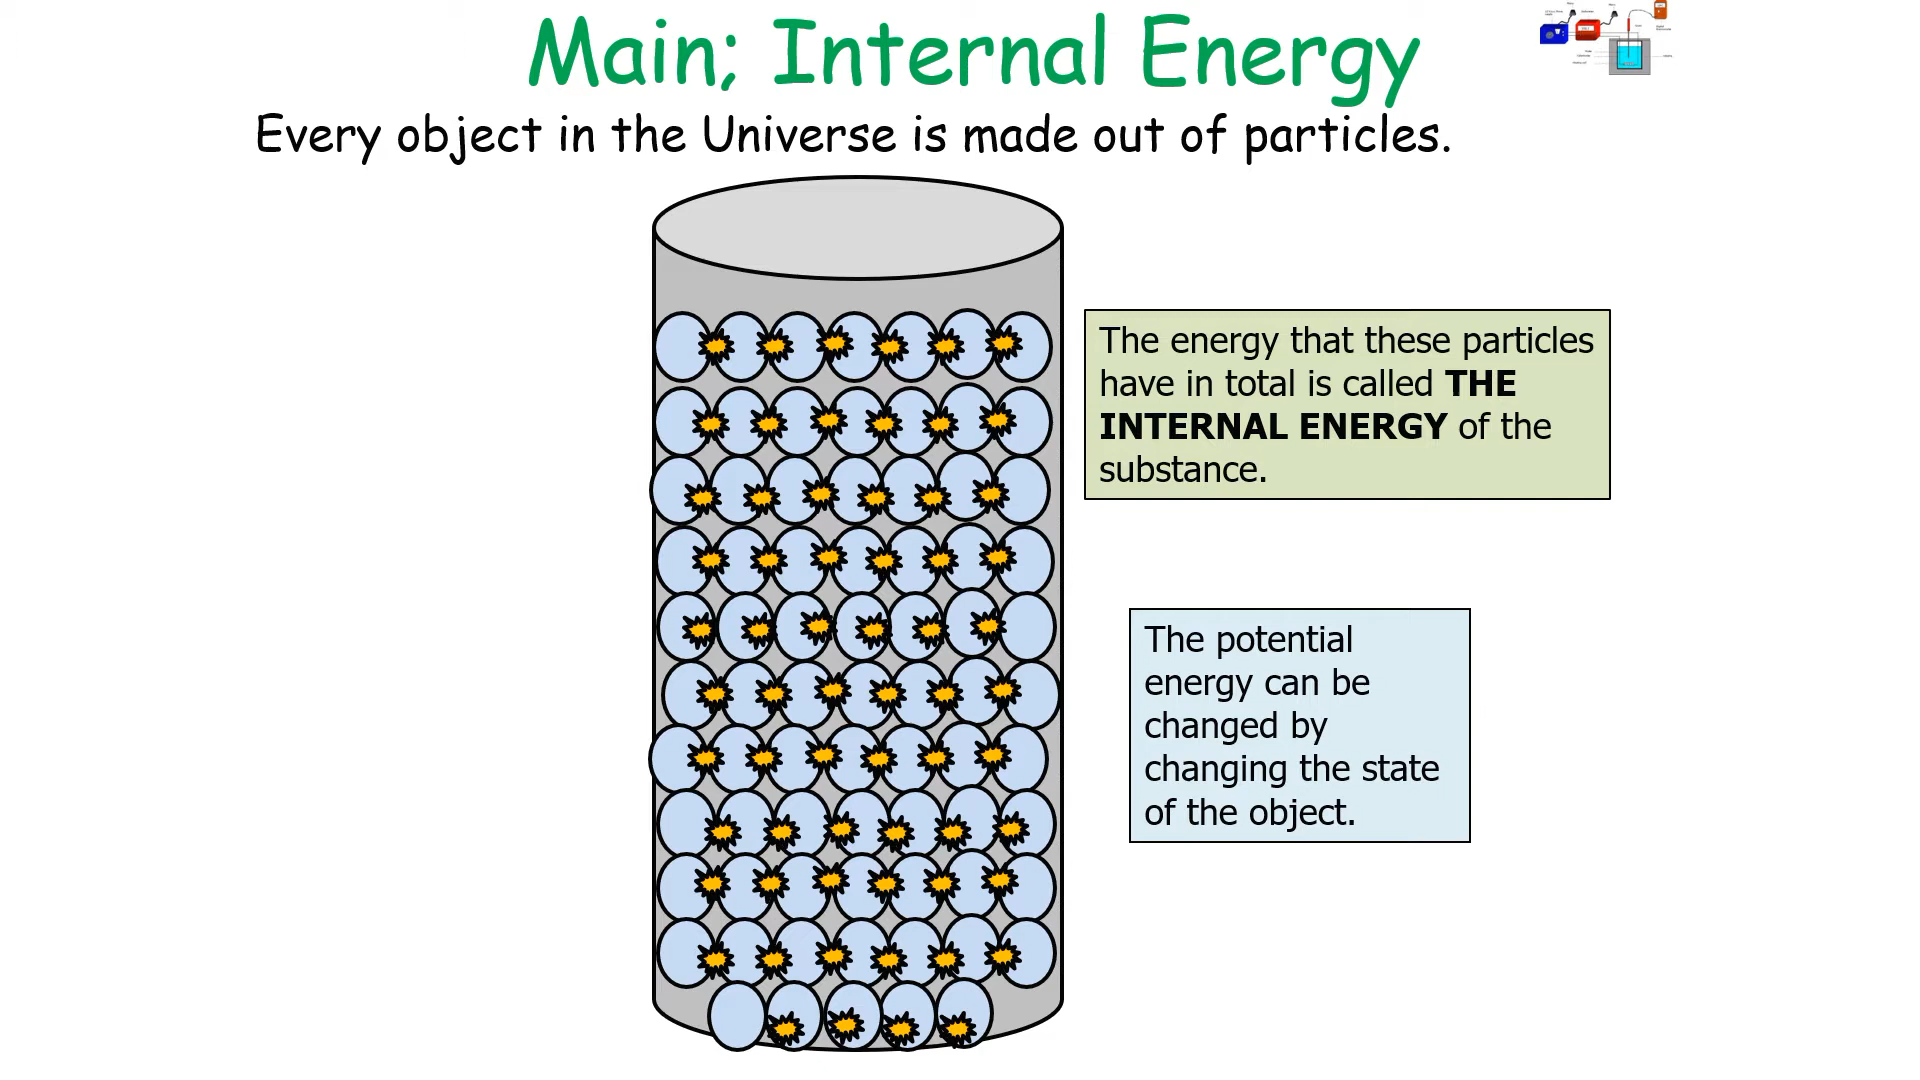 Main; Internal Energy
Every object in the Universe is made out of particles.
The energy that these particles
have in total is called THE
INTERNAL ENERGY of the
substance.
The potential
energy can be
changed by
changing the state
of the object.